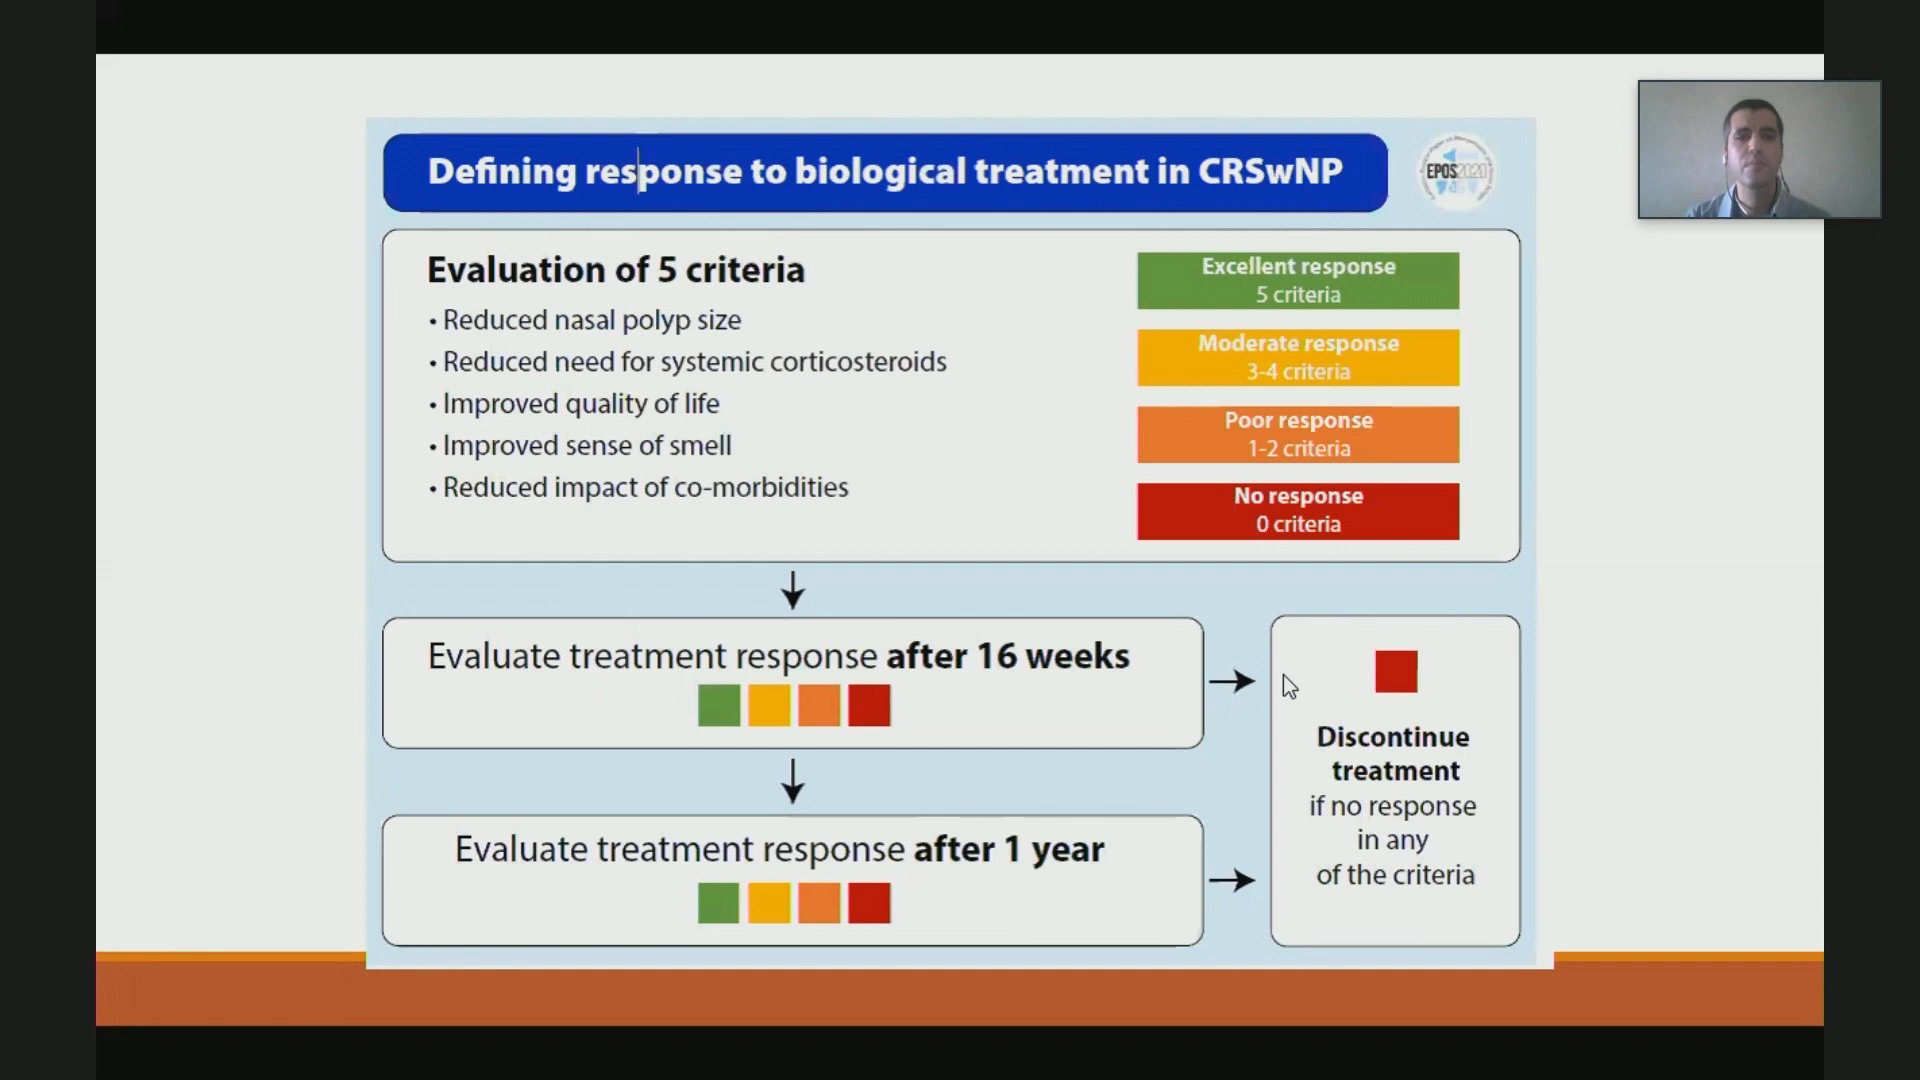 Defining response to biological treatment in CRSwNP
EPOS2020
Evaluation of 5 criteria
• Reduced nasal polyp size
• Reduced need for systemic corticosteroids
• Improved quality of life
• Improved sense of smell
• Reduced impact of co-morbidities
Excellent response
5 criteria
Moderate response
3-4 criteria
Poor response
1-2 criteria
No response
0 criteria
Evaluate treatment response after 16 weeks
Evaluate treatment response after 1 year
Discontinue
treatment
if no response
in any
of the criteria